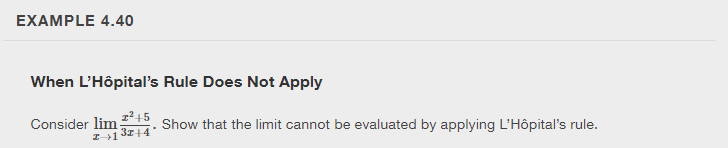 EXAMPLE 4.40
When L’Hôpital’s Rule Does Not Apply
Consider lim x→1 x²+5 / 3x+4. Show that the limit cannot be evaluated by applying L’Hôpital’s rule.